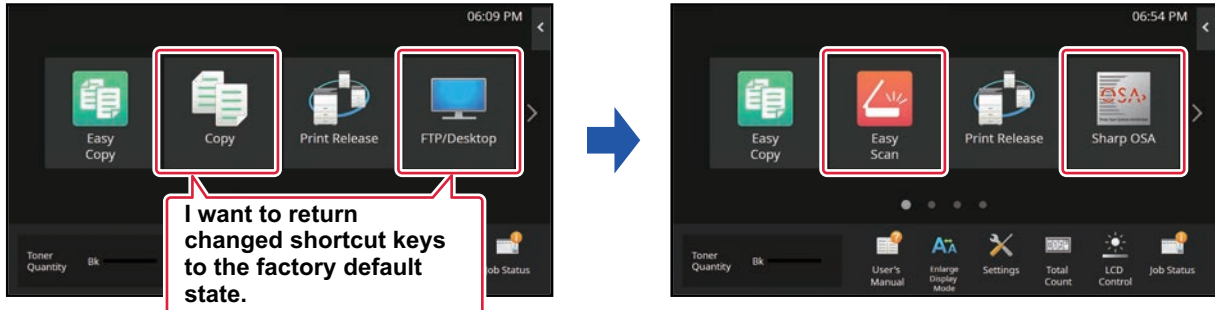 06:09 PM
Easy
Copy
Copy
Print Release
FTP/Desktop
I want to return
changed shortcut keys
to the factory default
state.
Toner
Quantity
Bk
Job Status
06:54 PM
Easy
Copy
Easy
Scan
Print Release
OSA
Sharp OSA
Toner
Quantity
Bk
User's
Manual
Enlarge
Display
Mode
Settings
Total
Count
LCD
Control
Job Status